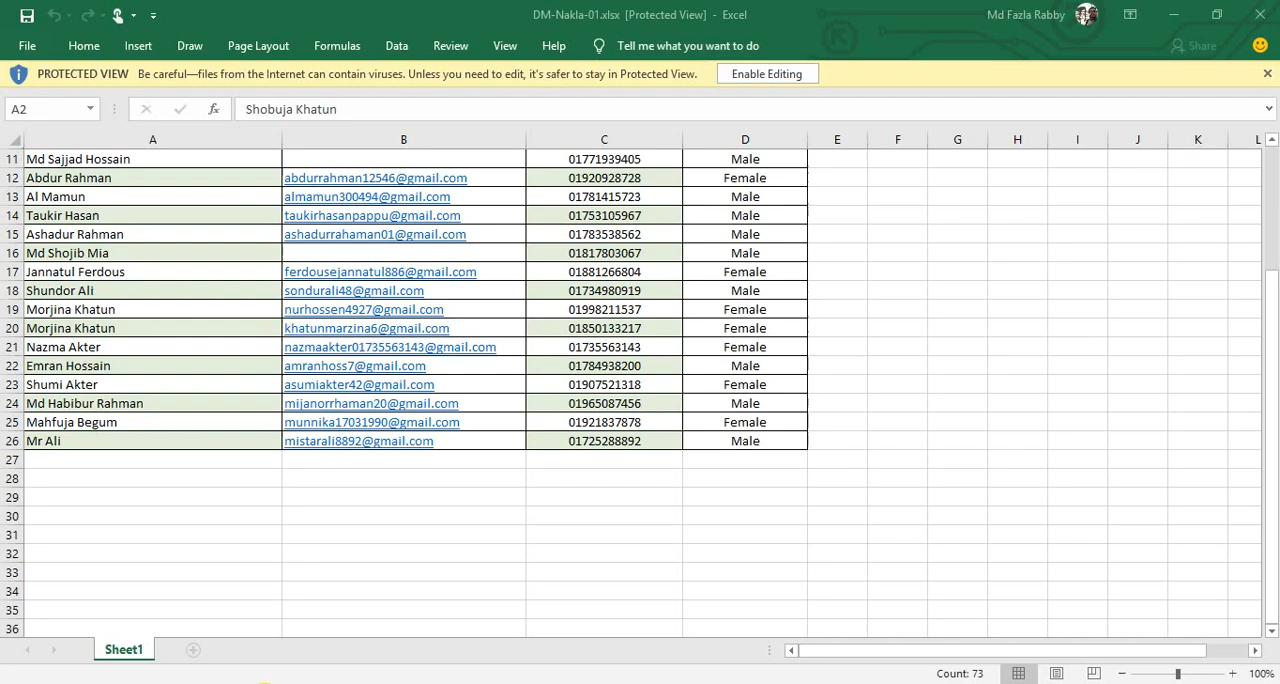 DM-Nakla-01.xlsx [Protected View] - Excel
Md Fazla Rabby
File Home Insert Draw Page Layout Formulas Data Review View Help Tell me what you want to do Share
PROTECTED VIEW Be careful—files from the Internet can contain viruses. Unless you need to edit, it's safer to stay in Protected View. Enable Editing
A2 fx Shobuja Khatun
A B C D E F G H I J K L
11 Md Sajjad Hossain 01771939405 Male
12 Abdur Rahman abdurrahman12546@gmail.com 01920928728 Female
13 Al Mamun almamun300494@gmail.com 01781415723 Male
14 Taukir Hasan taukirhasanpappu@gmail.com 01753105967 Male
15 Ashadur Rahman ashadurrahaman01@gmail.com 01783538562 Male
16 Md Shojib Mia 01817803067 Male
17 Jannatul Ferdous ferdousejannatul886@gmail.com 01881266804 Female
18 Shundor Ali sondurali48@gmail.com 01734980919 Male
19 Morjina Khatun nurhossen4927@gmail.com 01998211537 Female
20 Morjina Khatun khatunmarzina6@gmail.com 01850133217 Female
21 Nazma Akter nazmaakter01735563143@gmail.com 01735563143 Female
22 Emran Hossain amranhoss7@gmail.com 01784938200 Male
23 Shumi Akter asumiakter42@gmail.com 01907521318 Female
24 Md Habibur Rahman mijanorrhaman20@gmail.com 01965087456 Male
25 Mahfuja Begum munnika17031990@gmail.com 01921837878 Female
26 Mr Ali mistarali8892@gmail.com 01725288892 Male
27
28
29
30
31
32
33
34
35
36
Sheet1
Count: 73 100%